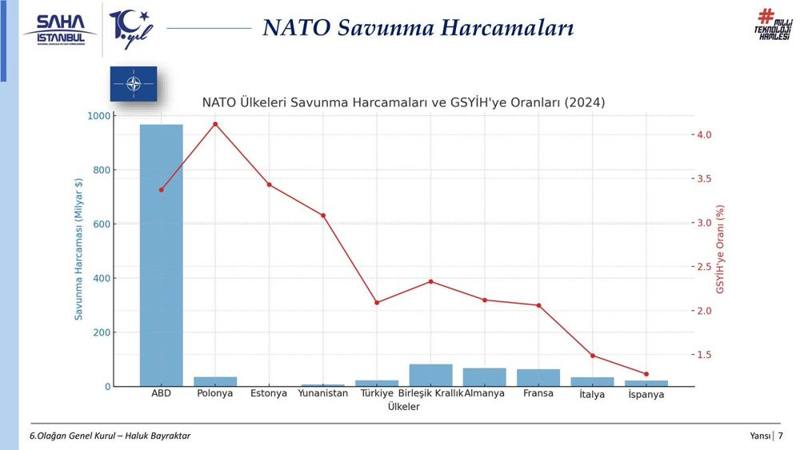 SAHA
İSTANBUL
10.yıl
NATO Savunma Harcamaları
#MİLLİ
TEKNOLOJİ
HAMLESİ
NATO Ülkeleri Savunma Harcamaları ve GSYİH'ye Oranları (2024)
Savunma Harcaması (Milyar $)
1000
800
600
400
200
0
GSYİH'ye Oranı (%)
4.0
3.5
3.0
2.5
2.0
1.5
ABD Polonya Estonya Yunanistan Türkiye Birleşik Krallık Almanya Fransa İtalya İspanya
Ülkeler
6.Olağan Genel Kurul – Haluk Bayraktar
Yansı| 7